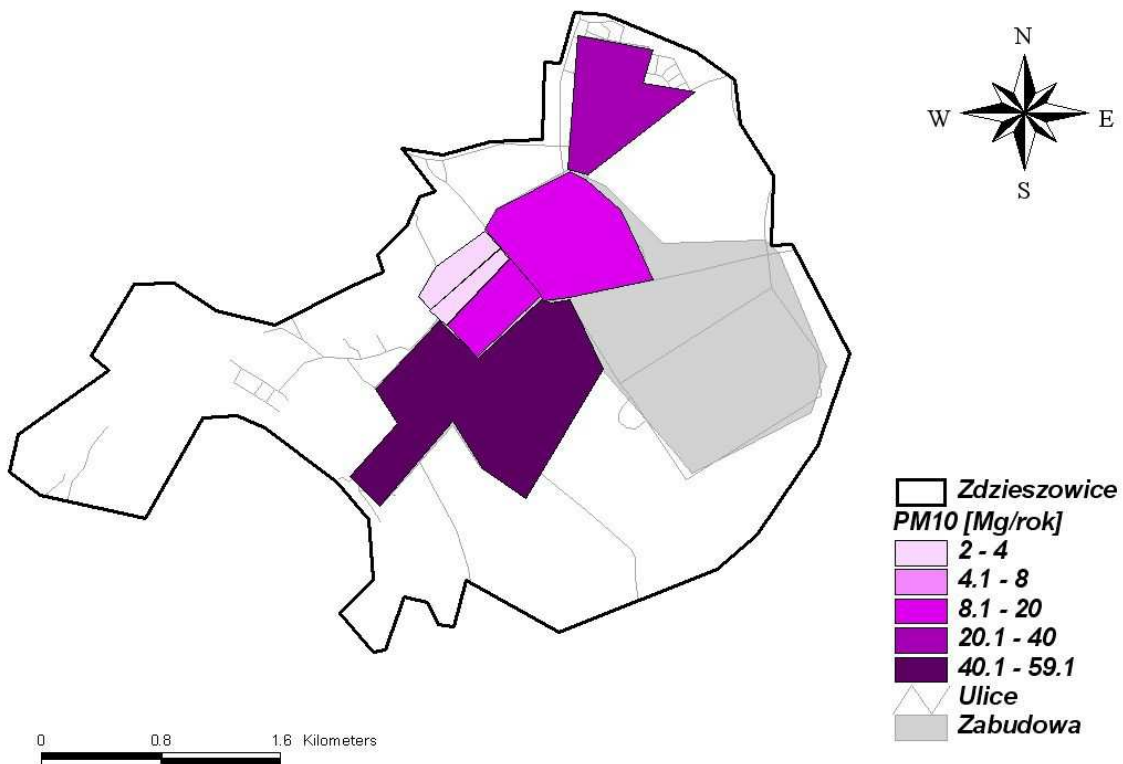 N
W E
S
Zdzieszowice
PM10 [Mg/rok]
2 - 4
4.1 - 8
8.1 - 20
20.1 - 40
40.1 - 59.1
Ulice
Zabudowa
0 0.8 1.6 Kilometers